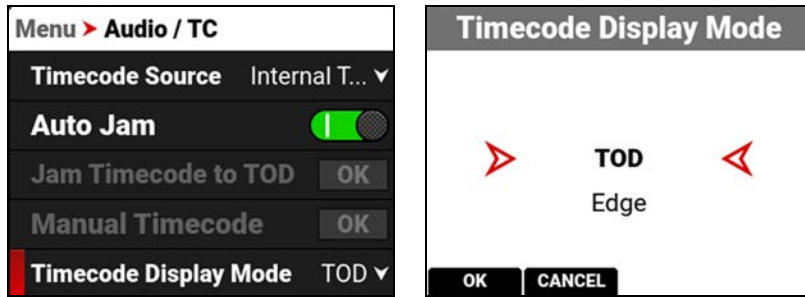 Menu > Audio / TC
Timecode Source Internal T...
Auto Jam
Jam Timecode to TOD OK
Manual Timecode OK
Timecode Display Mode TOD
Timecode Display Mode
TOD
Edge
OK CANCEL